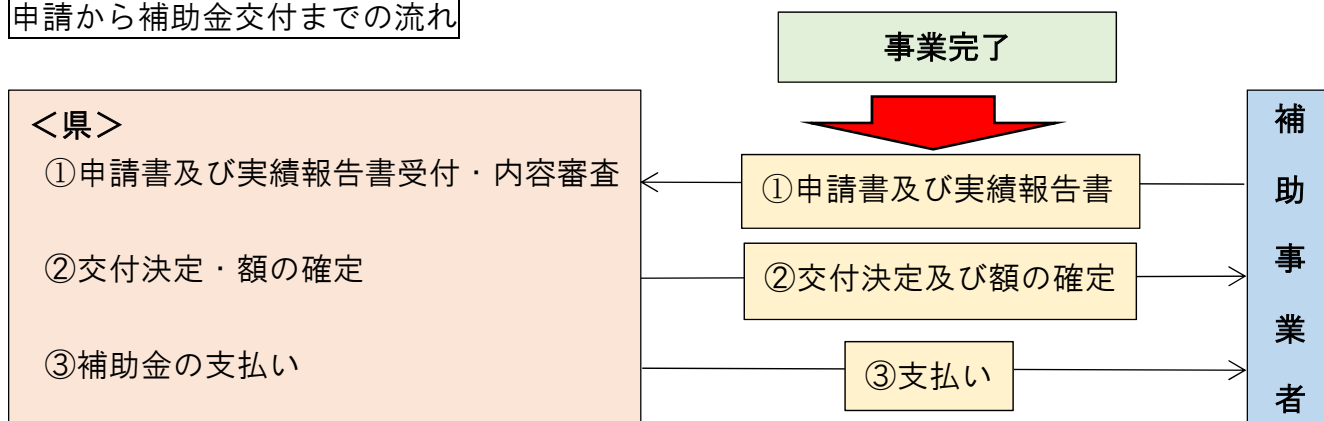 申請から補助金交付までの流れ
事業完了
＜県＞
①申請書及び実績報告書受付・内容審査
②交付決定・額の確定
③補助金の支払い
①申請書及び実績報告書
②交付決定及び額の確定
③支払い
補助事業者